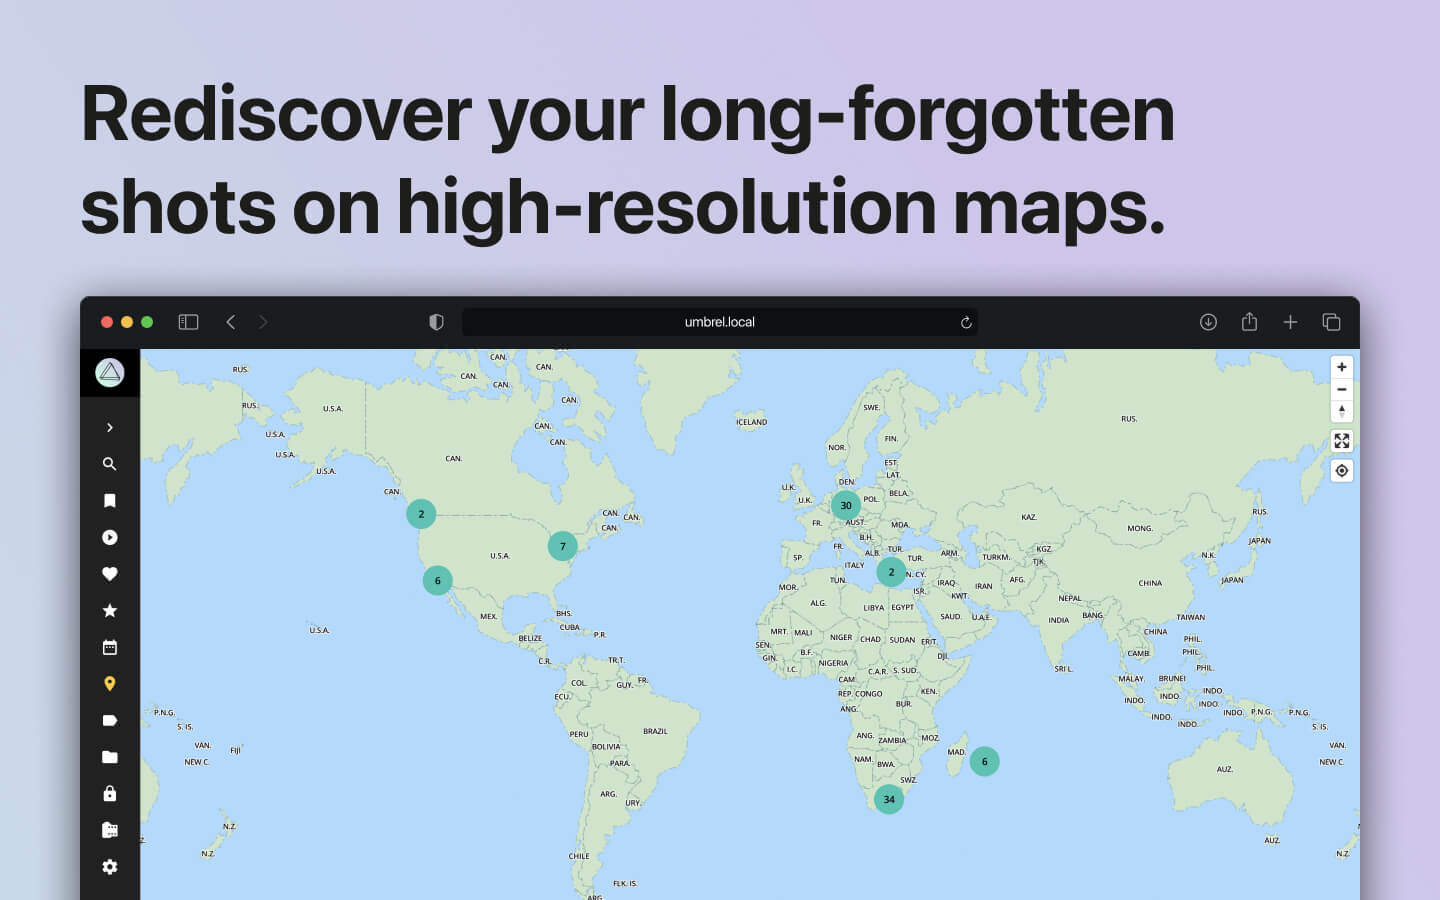 Rediscover your long-forgotten
shots on high-resolution maps.
umbrel.local
CAN.
RUS.
CAN.
CAN.
CAN.
CAN.
RUS.
U.S.A.
SWE.
RUS.
ICELAND
CAN.
U.S.A.
FIN.
NOR.
CAN.
U.S.A.
CAN.
EST.
U.S.A.
LAT.
DEN.
CAN.
U.K.
BELA.
U.K.
POL.
30
2
CAN.
CAN.
RUS.
KAZ.
FR.
AUST.
MDA.
CAN.
MONG.
B.H.
JAPAN
7
FR.
TUR.
KGZ.
U.S.A.
SP.
ALB.
TUR.
ARM.
TURKM.
N.K.
TJK.
ITALY
2
N. CY.
6
TUN.
JAPAN
AFG.
IRAQ
CHINA
MOR.
IRAN
ISR.
KWT.
NEPAL
ALG.
LIBYA
EGYPT
BHS.
MEX.
SAUD.
U.A.E.
BANG.
TAIWAN
INDIA
CUBA
U.S.A.
MRT.
MALI
CHINA
P.R.
BELIZE
NIGER
CHAD
SUDAN
ERIT.
PHIL.
SEN.
B.F.
CAMB.
PHIL.
GIN.
DJI.
C.R.
TR.T.
NIGERIA
PHIL.
I.C.
C.A.R.
S. SUD.
SRI L.
CAM.
MALAY.
BRUNEI
COL.
GUY.
FR.
ECU.
REP. CONGO
KEN.
INDO.
INDO.
INDO.
BUR.
INDO.
ANG.
P.N.G.
INDO.
P.N.G.
P.N.G.
INDO.
INDO.
S. IS.
S. IS.
PERU
BRAZIL
ANG.
ZAMBIA
MOZ.
VAN.
FIJI
BOLIVIA
MAD.
VAN.
NEW C.
PARA.
NAM.
BWA.
6
NEW C.
AUZ.
SWZ.
ARG.
34
URY.
N.Z.
AUZ.
N.Z.
CHILE
N.Z.
FLK. IS.
ARG.